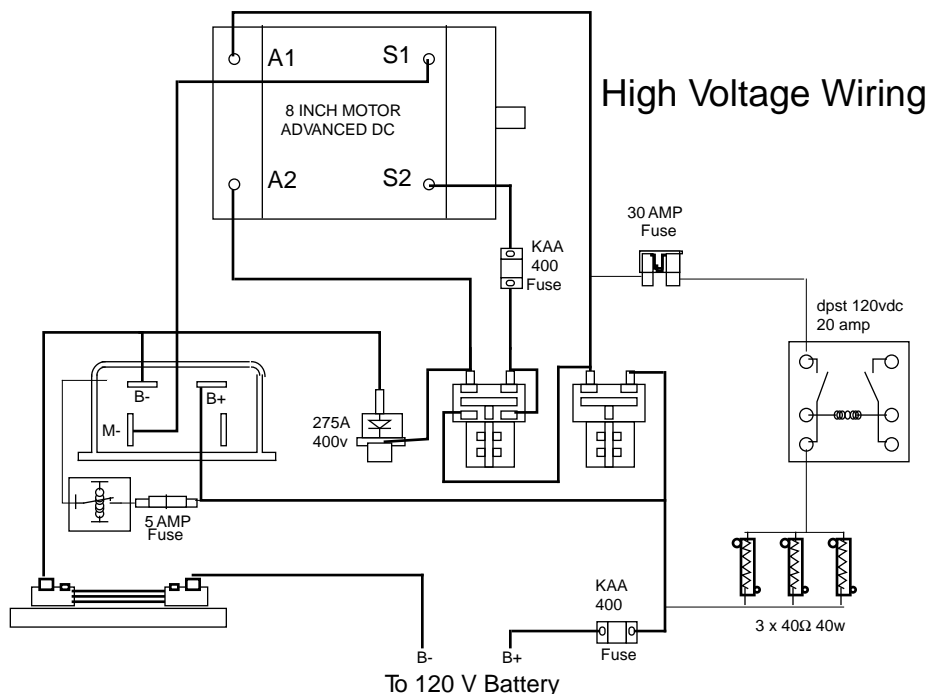 A1
S1
High Voltage Wiring
8 INCH MOTOR
ADVANCED DC
A2
S2
30 AMP
Fuse
KAA
400
Fuse
dpst 120vdc
20 amp
B-
B+
M-
275A
400v
5 AMP
Fuse
KAA
400
Fuse
3 x 40Ω 40w
B-
B+
To 120 V Battery